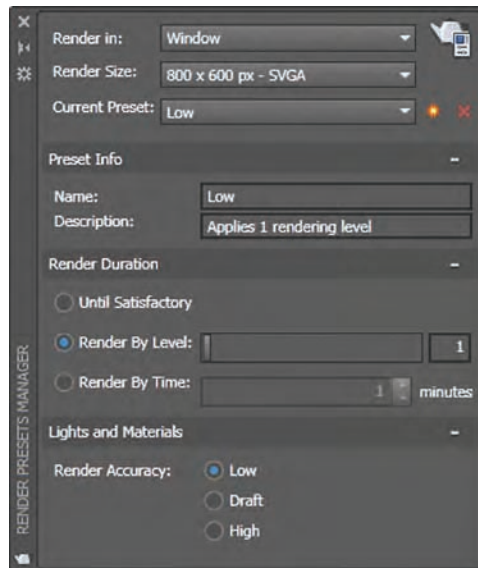 Render in: Window
Render Size: 800 x 600 px - SVGA
Current Preset: Low
Preset Info
Name: Low
Description: Applies 1 rendering level
Render Duration
Until Satisfactory
Render By Level: 1
Render By Time: 1 minutes
Lights and Materials
Render Accuracy: Low
Draft
High
RENDER PRESETS MANAGER